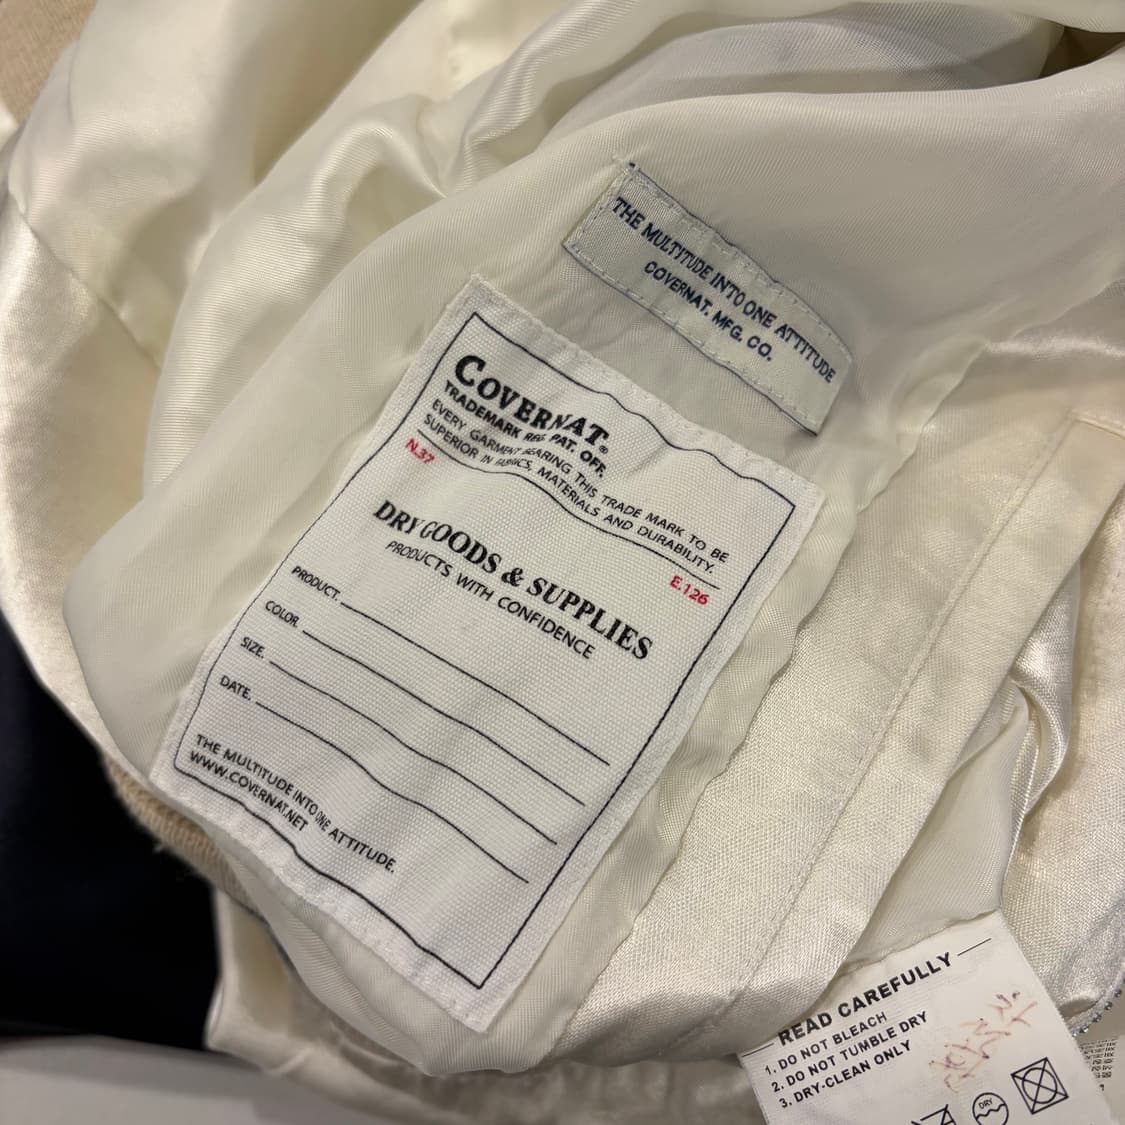 THE MULTITUDE INTO ONE ATTITUDE
COVERNAT. MFG. CO.
COVERNAT®
TRADEMARK REG. PAT. OFF.
EVERY GARMENT BEARING THIS TRADE MARK TO BE
SUPERIOR IN FABRICS, MATERIALS AND DURABILITY.
N.37
E.126
DRY GOODS & SUPPLIES
PRODUCTS WITH CONFIDENCE
PRODUCT.
COLOR.
SIZE.
DATE.
THE MULTITUDE INTO ONE ATTITUDE.
WWW.COVERNAT.NET
READ CAREFULLY
1. DO NOT BLEACH
2. DO NOT TUMBLE DRY
3. DRY-CLEAN ONLY
DRY